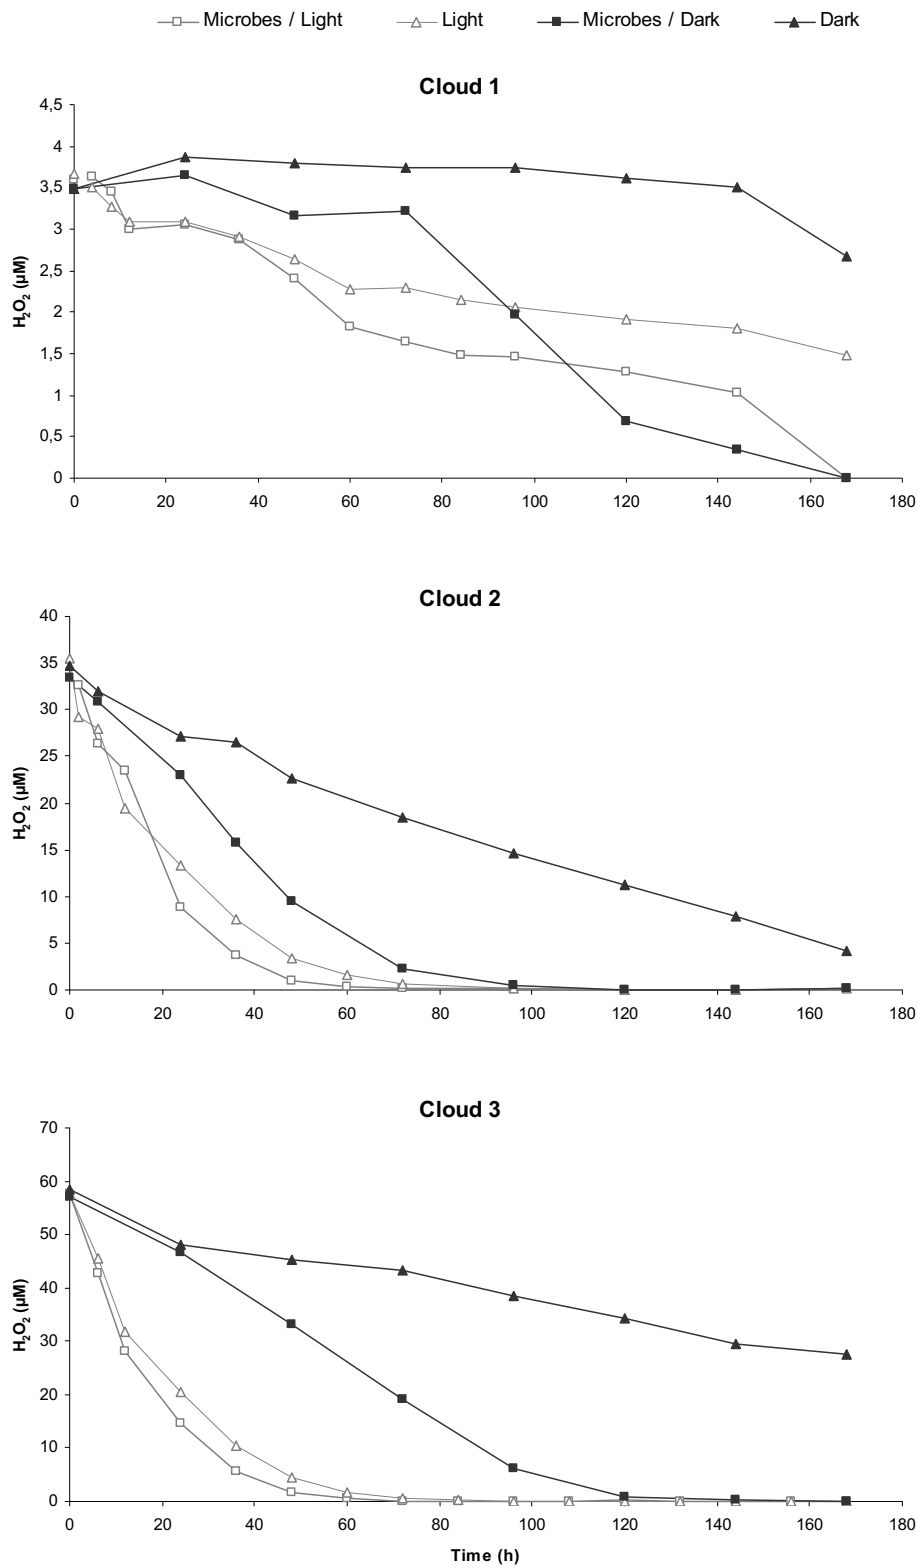 Microbes / Light Light Microbes / Dark Dark
Cloud 1
4,5
4
3,5
3
2,5
2
1,5
1
0,5
0
H₂O₂ (µM)
0 20 40 60 80 100 120 140 160 180
Cloud 2
40
35
30
25
20
15
10
5
0
H₂O₂ (µM)
0 20 40 60 80 100 120 140 160 180
Cloud 3
70
60
50
40
30
20
10
0
H₂O₂ (µM)
0 20 40 60 80 100 120 140 160 180
Time (h)